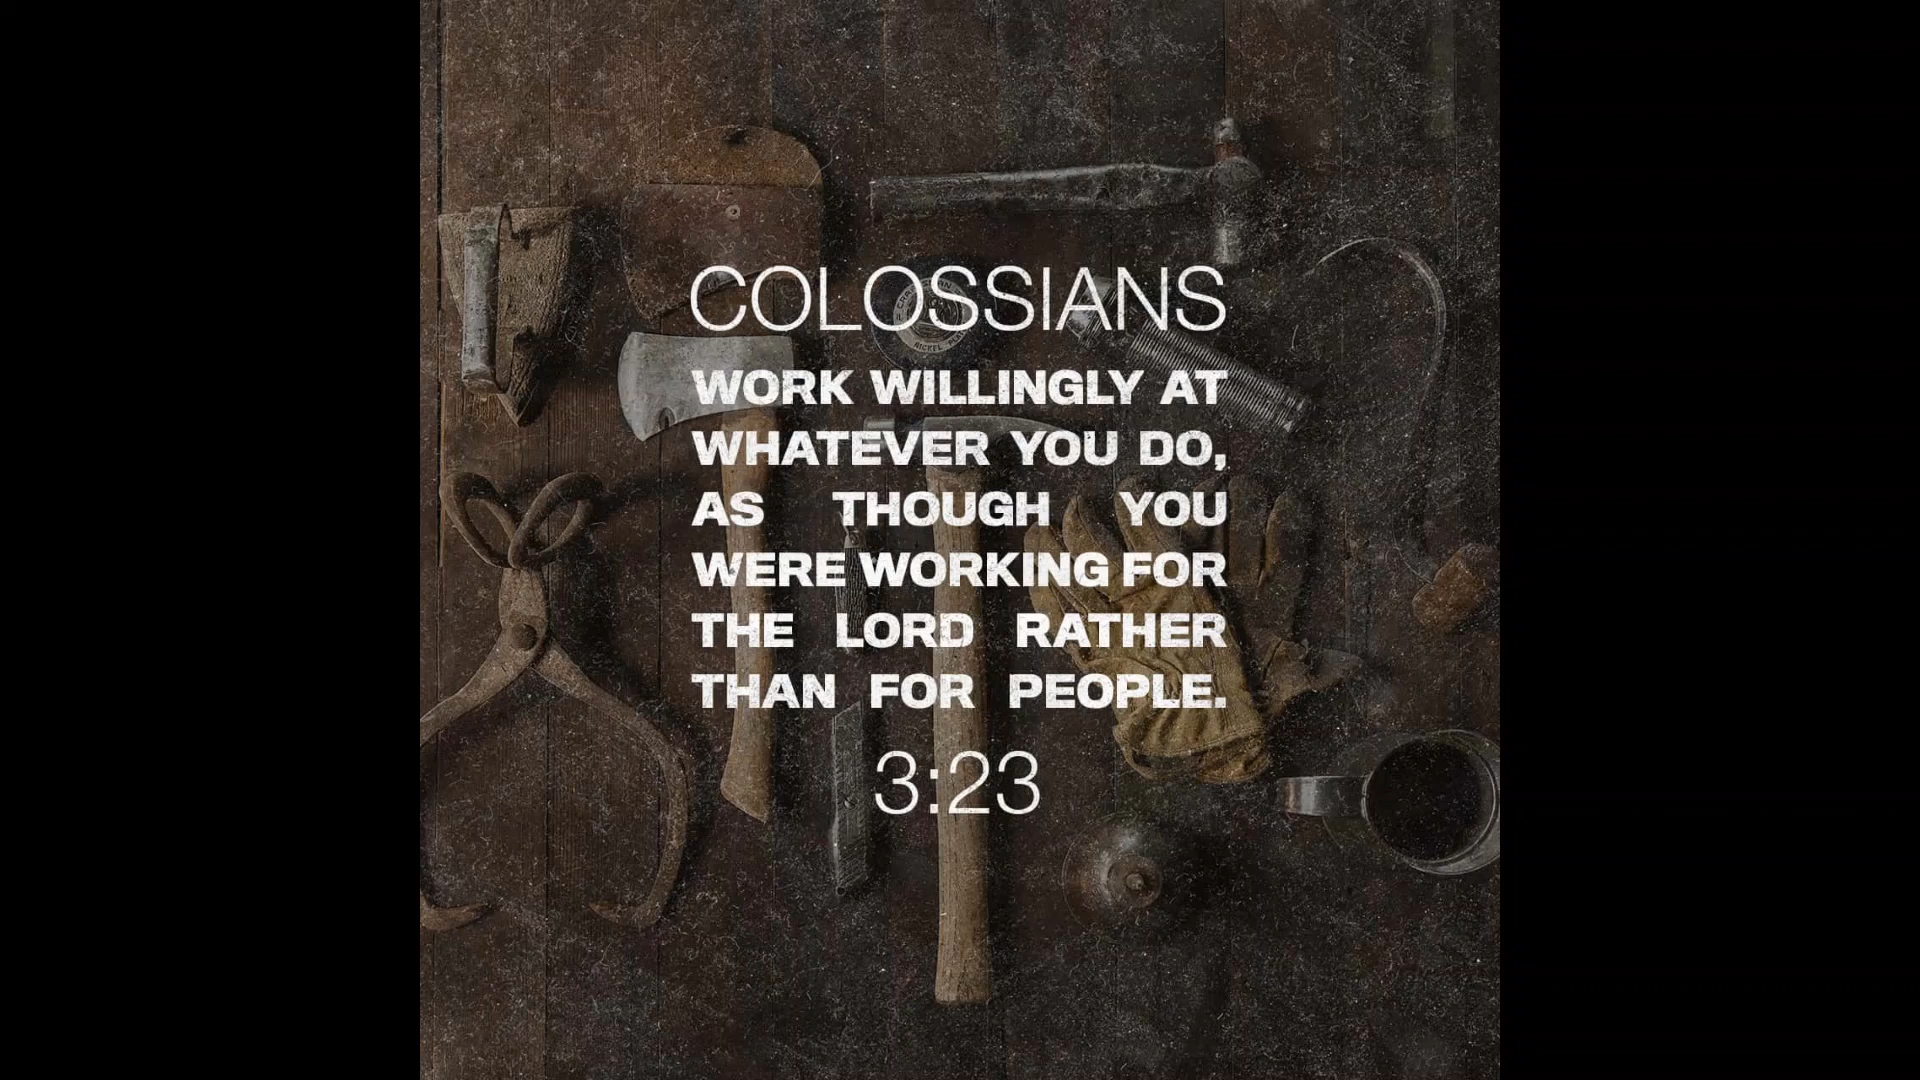 COLOSSIANS
WORK WILLINGLY AT
WHATEVER YOU DO,
AS THOUGH YOU
WERE WORKING FOR
THE LORD RATHER
THAN FOR PEOPLE.
3:23
NICKEL